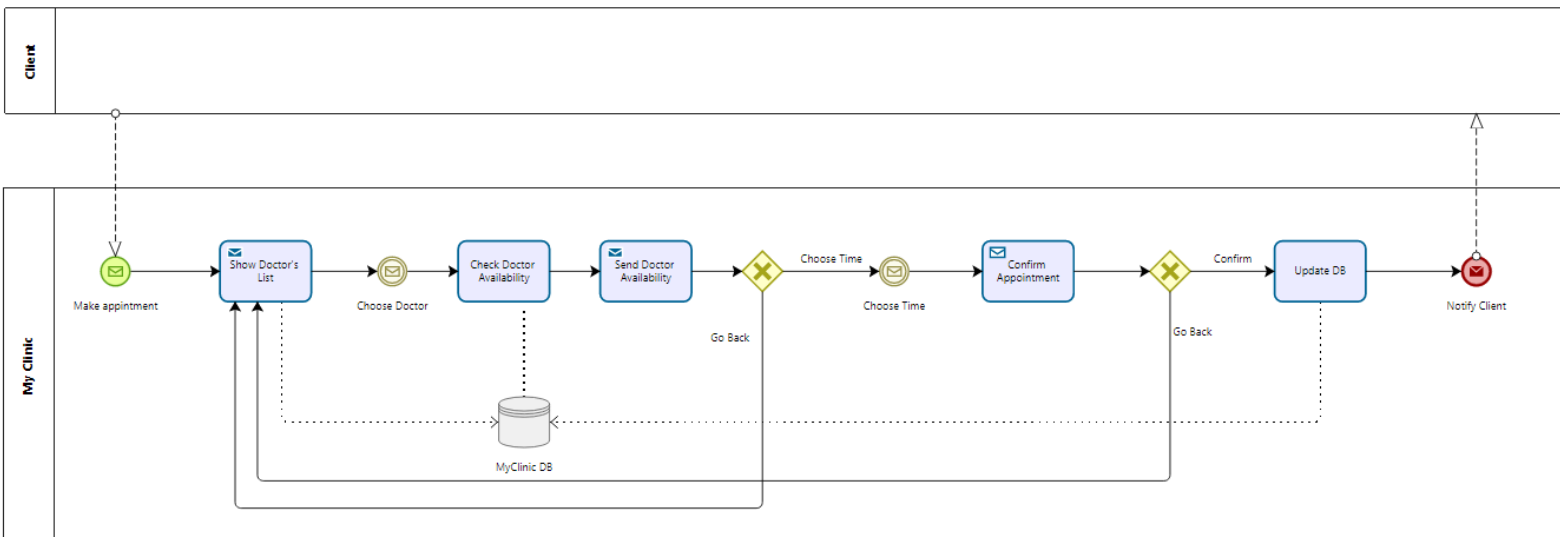 Client
My Clinic
Make appintment
Show Doctor's
List
Choose Doctor
Check Doctor
Availability
Send Doctor
Availability
Choose Time
Go Back
Choose Time
Confirm
Appointment
Confirm
Go Back
Update DB
Notify Client
MyClinic DB